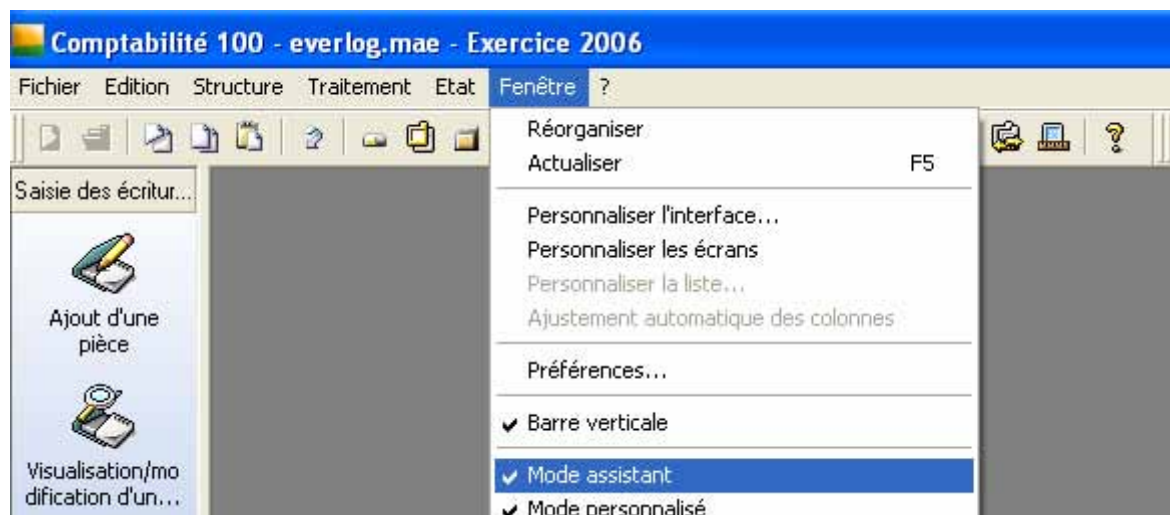 Comptabilité 100 - everlog.mae - Exercice 2006
Fichier Edition Structure Traitement Etat Fenêtre ?
Réorganiser
Actualiser F5
Saisie des écritur...
Personnaliser l'interface...
Personnaliser les écrans
Personnaliser la liste...
Ajustement automatique des colonnes
Ajout d'une
pièce
Préférences...
Barre verticale
Visualisation/mo
dification d'un...
Mode assistant
Mode personnalisé